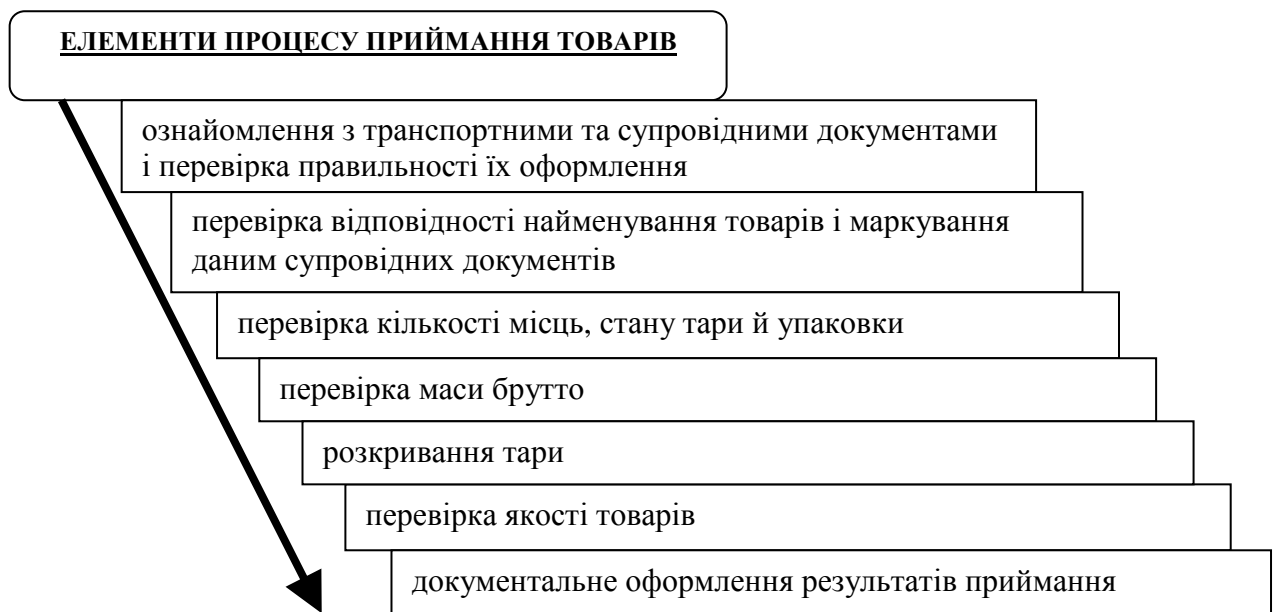 ЕЛЕМЕНТИ ПРОЦЕСУ ПРИЙМАННЯ ТОВАРІВ
ознайомлення з транспортними та супровідними документами
і перевірка правильності їх оформлення
перевірка відповідності найменування товарів і маркування
даним супровідних документів
перевірка кількості місць, стану тари й упаковки
перевірка маси брутто
розкривання тари
перевірка якості товарів
документальне оформлення результатів приймання